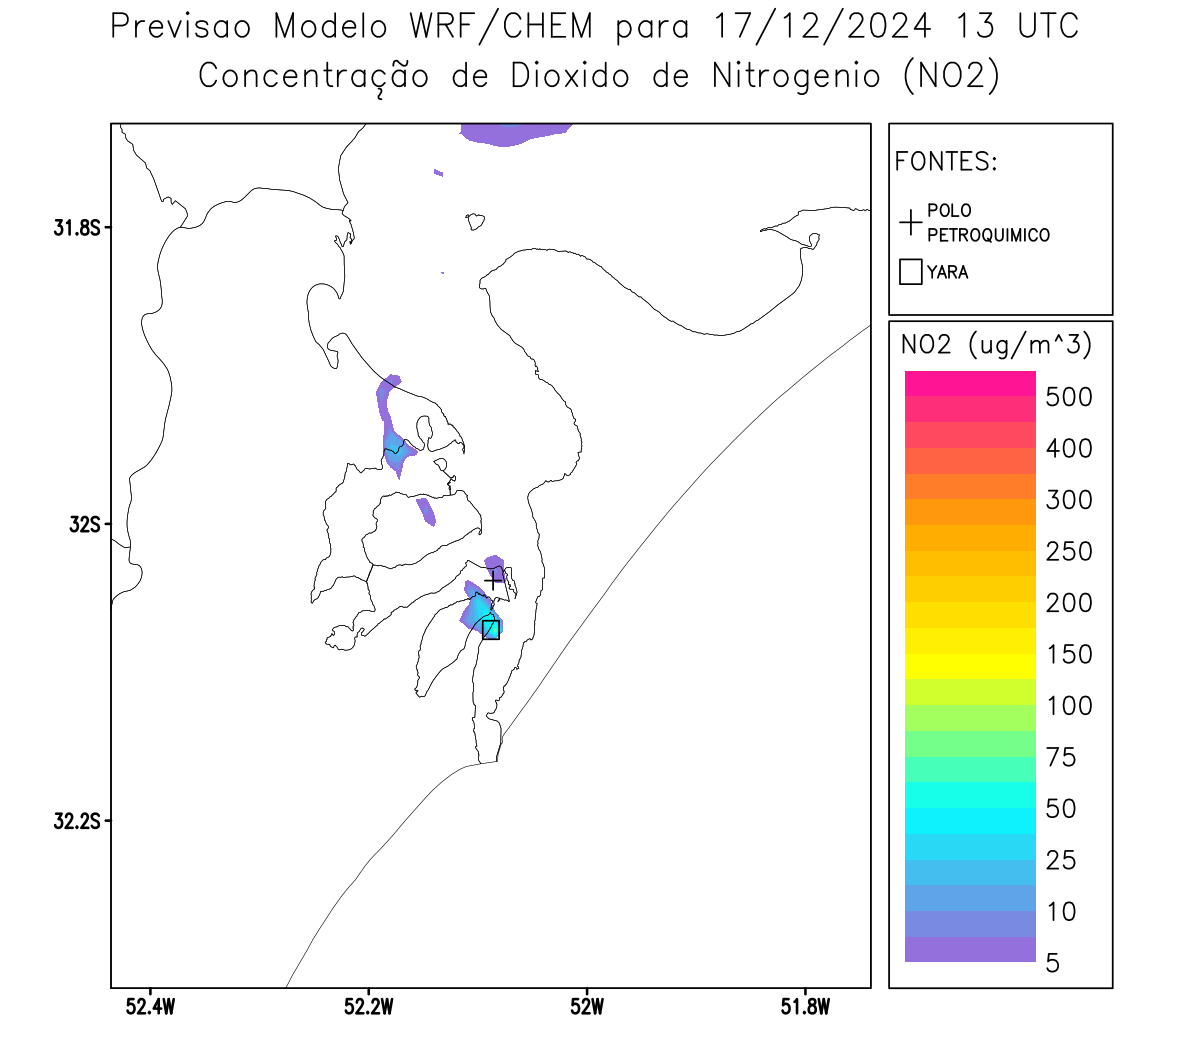 Previsao Modelo WRF/CHEM para 17/12/2024 13 UTC
Concentração de Dioxido de Nitrogenio (NO2)
FONTES:
POLO
PETROQUIMICO
YARA
NO2 (ug/m^3)
500
400
300
250
200
150
100
75
50
25
10
5
31.8S
32S
32.2S
52.4W
52.2W
52W
51.8W